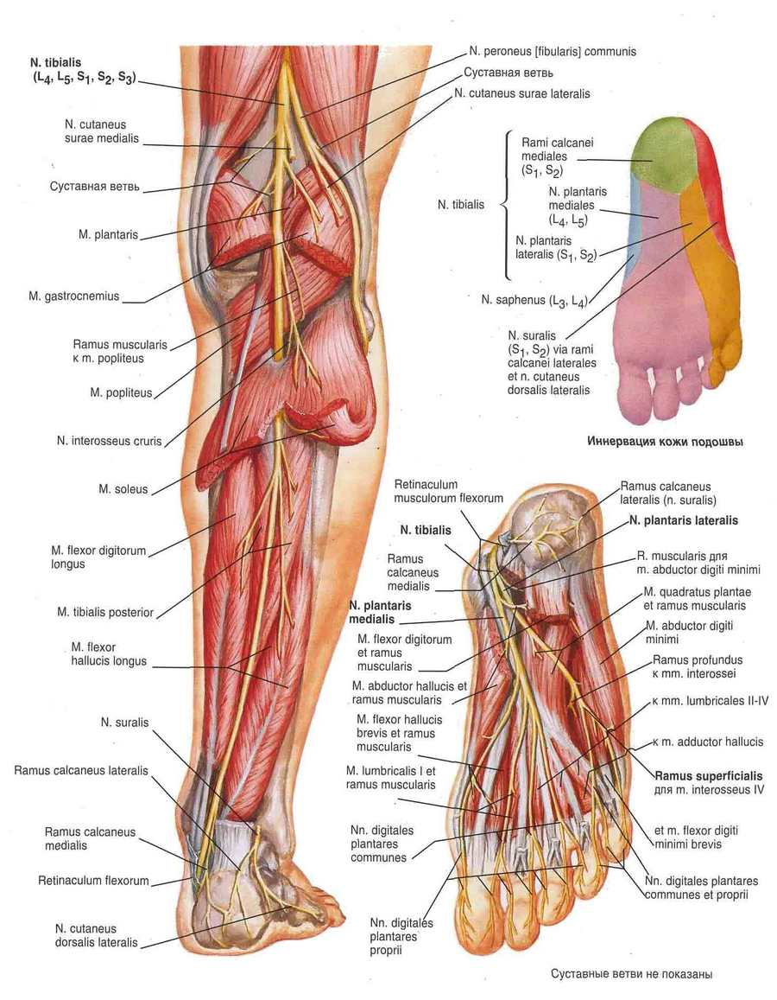 N. tibialis
(L4, L5, S1, S2, S3)
N. cutaneus
surae medialis
Суставная ветвь
M. plantaris
M. gastrocnemius
Ramus muscularis
к m. popliteus
M. popliteus
N. interosseus cruris
M. soleus
M. flexor digitorum
longus
M. tibialis posterior
M. flexor
hallucis longus
N. suralis
Ramus calcaneus lateralis
Ramus calcaneus
medialis
Retinaculum flexorum
N. cutaneus
dorsalis lateralis
N. peroneus [fibularis] communis
Суставная ветвь
N. cutaneus surae lateralis
N. tibialis
Rami calcanei
mediales
(S1, S2)
N. plantaris
mediales
(L4, L5)
N. plantaris
lateralis (S1, S2)
N. saphenus (L3, L4)
N. suralis
(S1, S2) via rami
calcanei laterales
et n. cutaneus
dorsalis lateralis
Иннервация кожи подошвы
Retinaculum
musculorum flexorum
N. tibialis
Ramus
calcaneus
medialis
N. plantaris
medialis
M. flexor digitorum
et ramus
muscularis
M. abductor hallucis et
ramus muscularis
M. flexor hallucis
brevis et ramus
muscularis
M. lumbricalis I et
ramus muscularis
Nn. digitales
plantares
communes
Nn. digitales
plantares
proprii
Ramus calcaneus
lateralis (n. suralis)
N. plantaris lateralis
R. muscularis для
m. abductor digiti minimi
M. quadratus plantae
et ramus muscularis
M. abductor digiti
minimi
Ramus profundus
к mm. interossei
к mm. lumbricales II-IV
к m. adductor hallucis
Ramus superficialis
для m. interosseus IV
et m. flexor digiti
minimi brevis
Nn. digitales plantares
communes et proprii
Суставные ветви не показаны